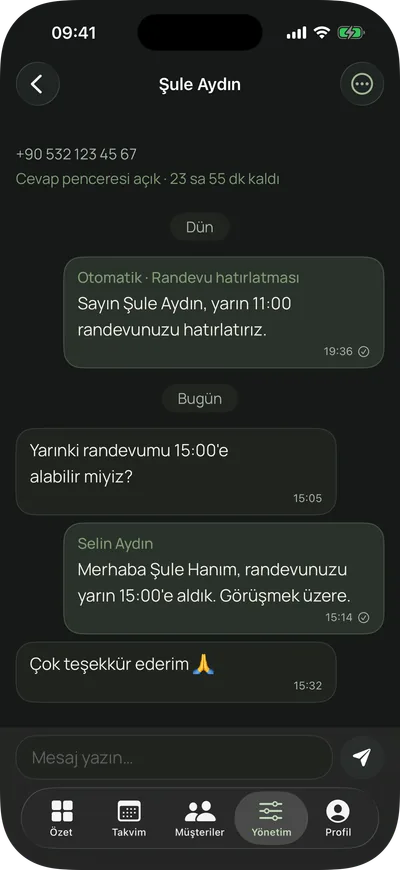 09:41
Şule Aydın
+90 532 123 45 67
Cevap penceresi açık · 23 sa 55 dk kaldı
Dün
Otomatik · Randevu hatırlatması
Sayın Şule Aydın, yarın 11:00
randevunuzu hatırlatırız.
19:36
Bugün
Yarınki randevumu 15:00'e
alabilir miyiz?
15:05
Selin Aydın
Merhaba Şule Hanım, randevunuzu
yarın 15:00'e aldık. Görüşmek üzere.
15:14
Çok teşekkür ederim 🙏
15:32
Mesaj yazın...
Özet Takvim Müşteriler Yönetim Profil